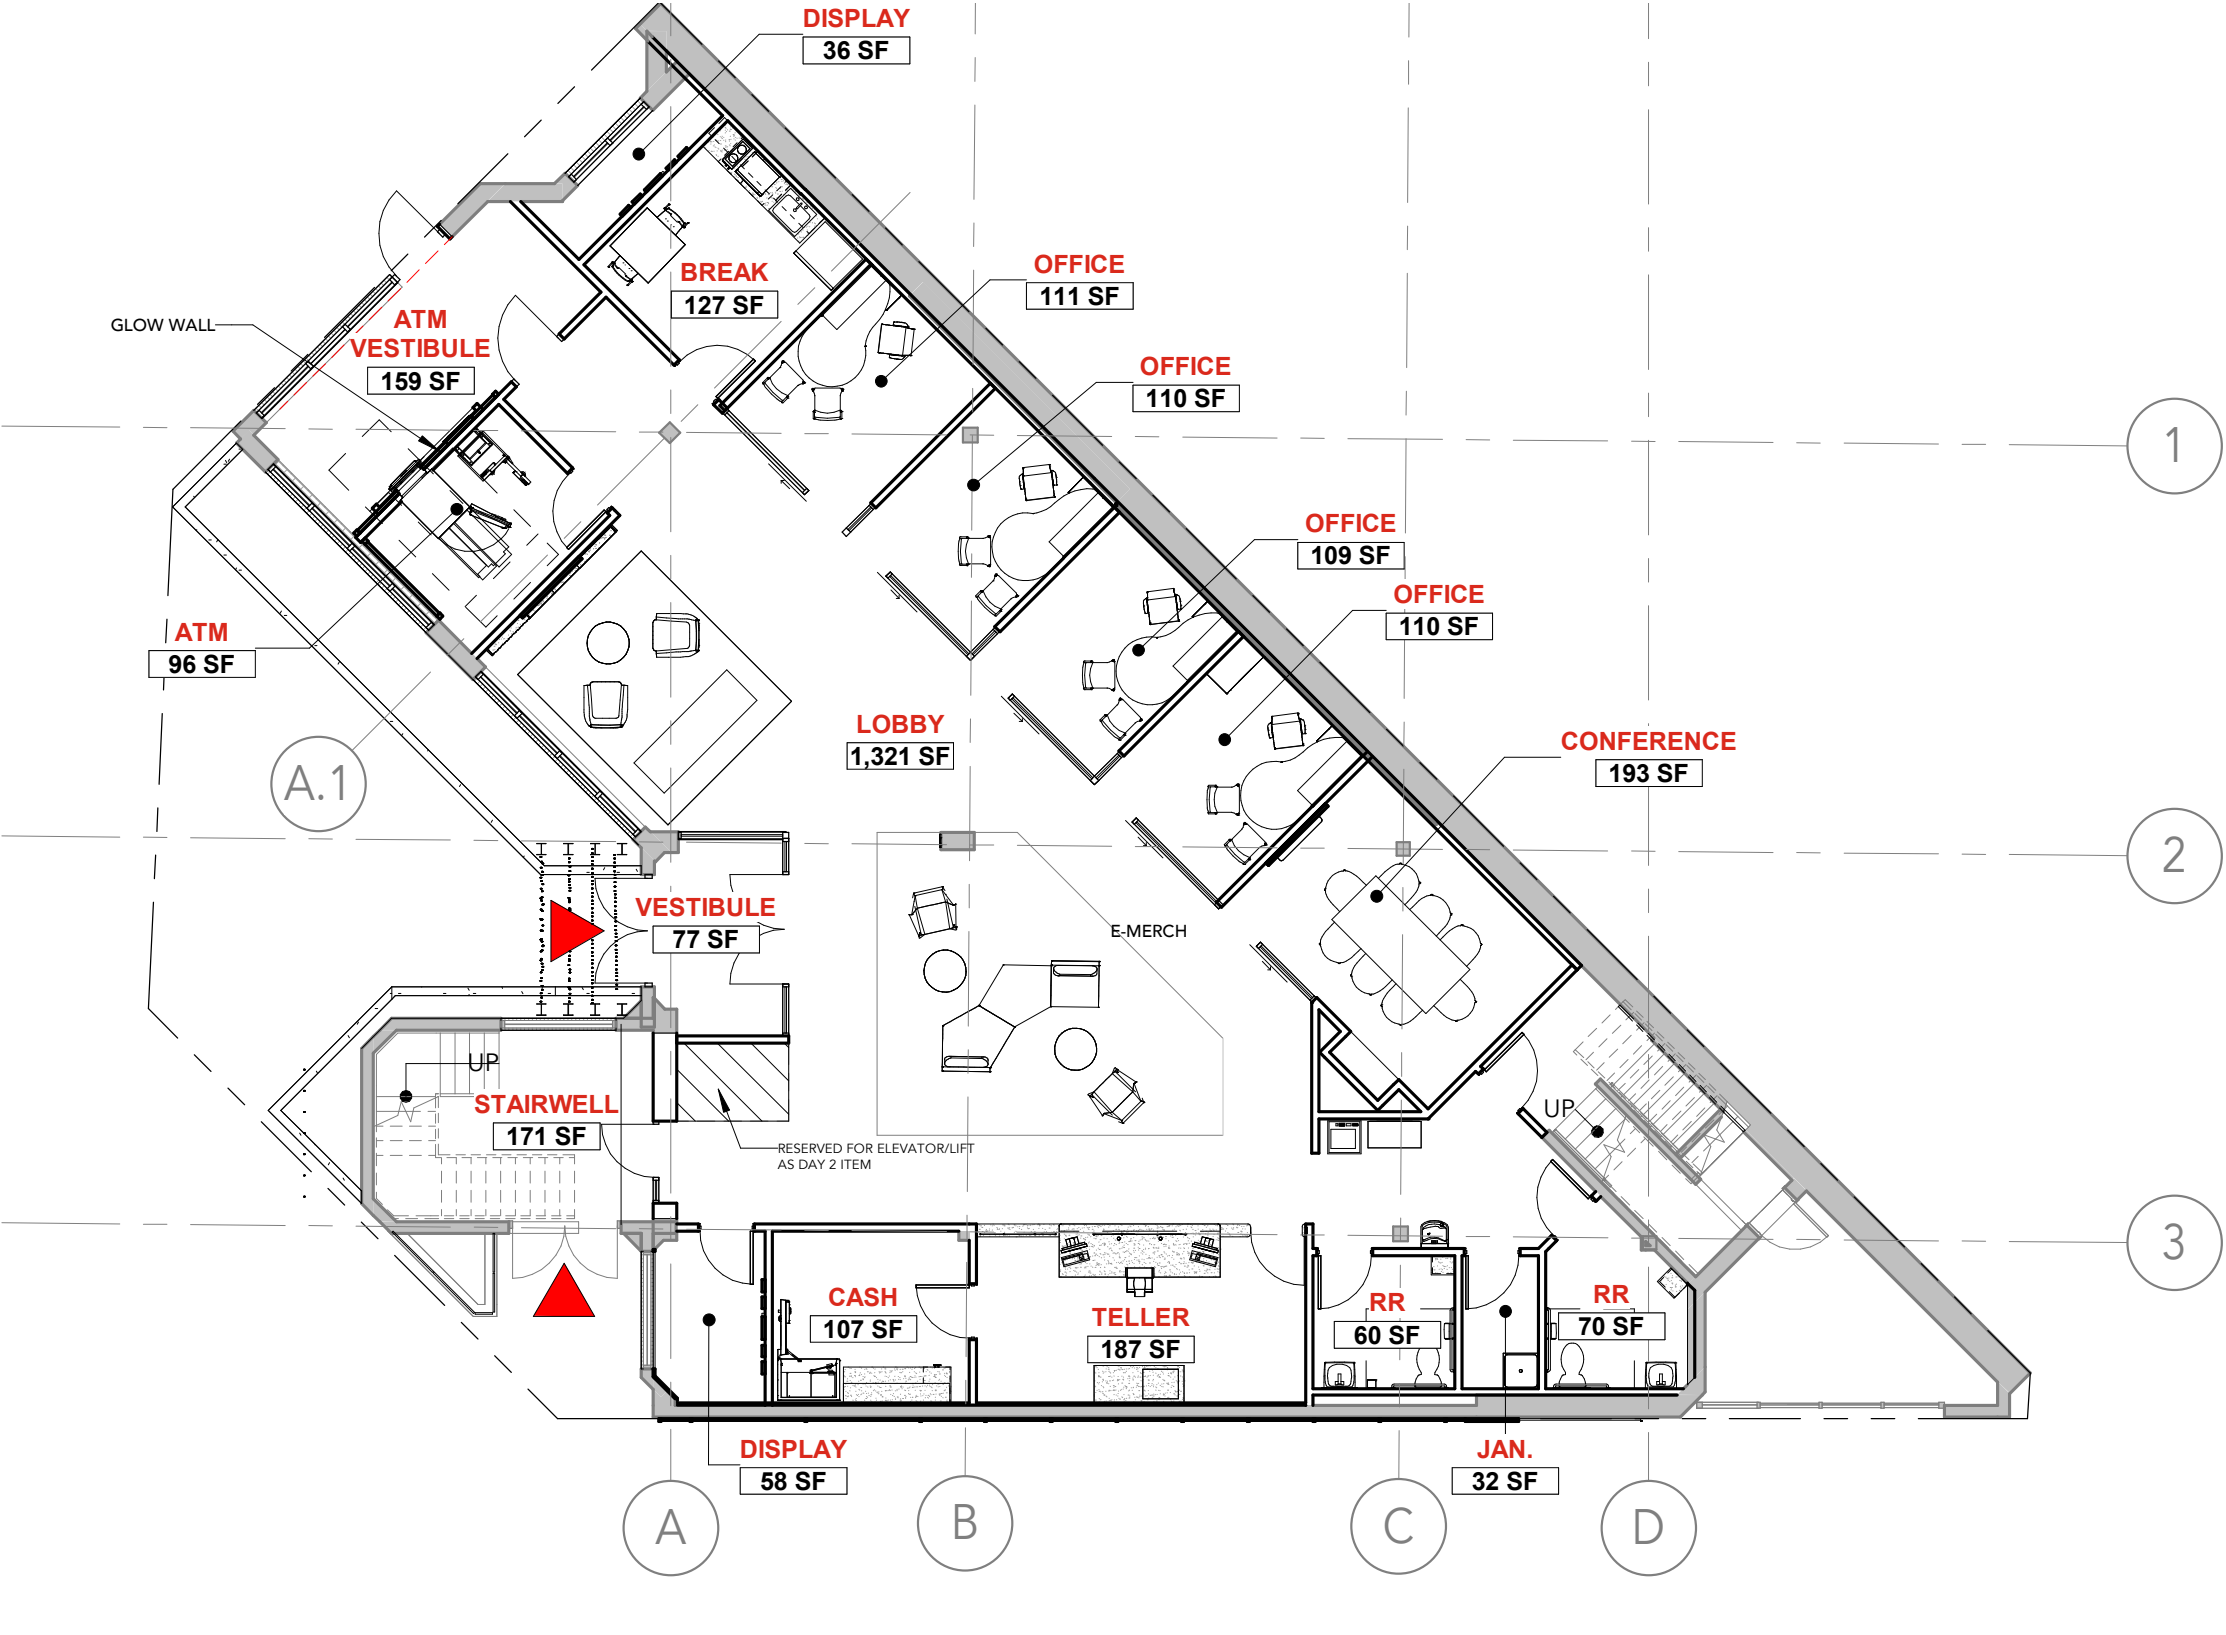 DISPLAY
36 SF
BREAK
127 SF
OFFICE
111 SF
GLOW WALL
ATM
VESTIBULE
159 SF
OFFICE
110 SF
1
OFFICE
109 SF
OFFICE
110 SF
ATM
96 SF
LOBBY
1,321 SF
CONFERENCE
193 SF
A.1
2
VESTIBULE
77 SF
E-MERCH
UP
STAIRWELL
171 SF
UP
RESERVED FOR ELEVATOR/LIFT
AS DAY 2 ITEM
3
CASH
107 SF
TELLER
187 SF
RR
60 SF
RR
70 SF
DISPLAY
58 SF
JAN.
32 SF
A
B
C
D